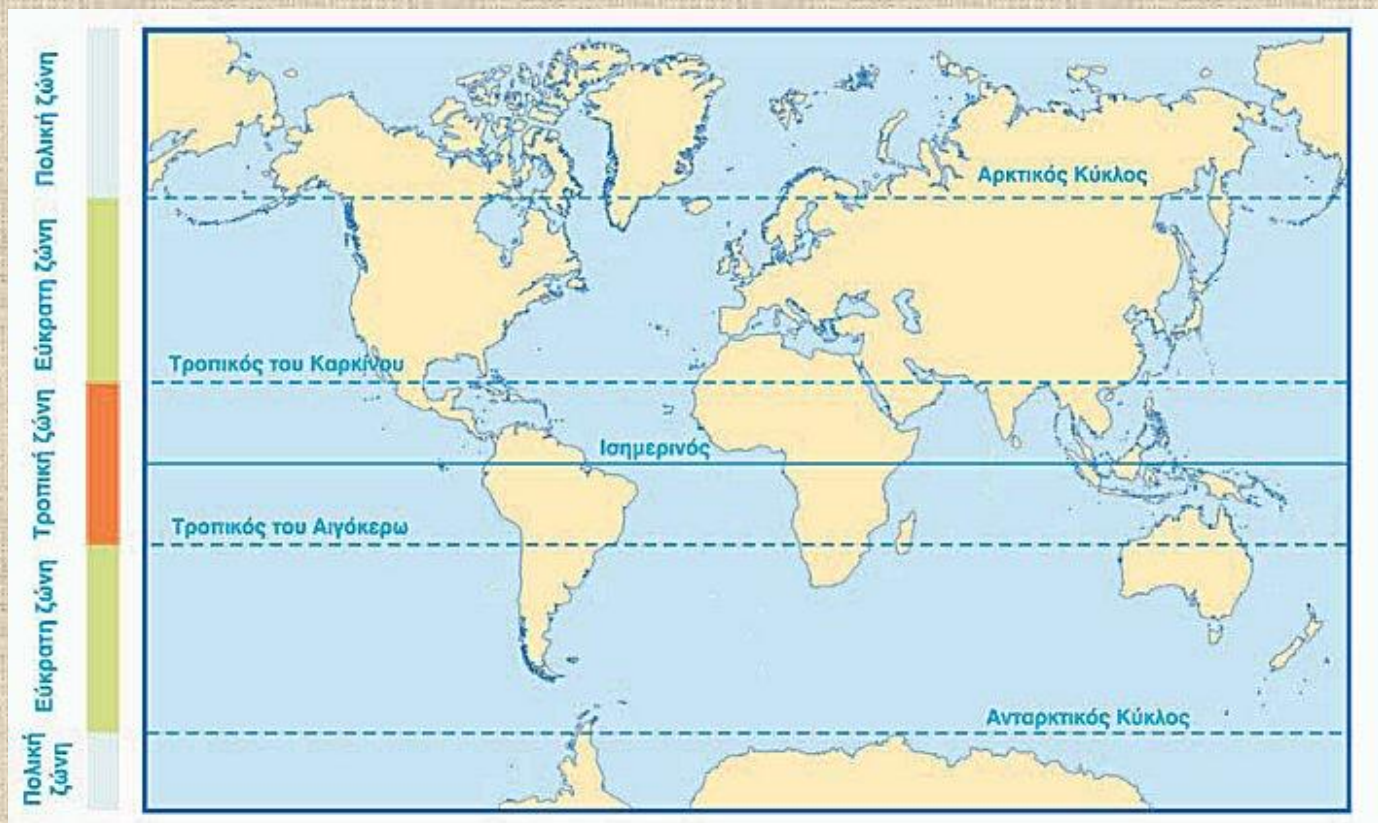 Πολική ζώνη
Εύκρατη ζώνη
Τροπική ζώνη
Εύκρατη ζώνη
Πολική
ζώνη
Αρκτικός Κύκλος
Τροπικός του Καρκίνου
Ισημερινός
Τροπικός του Αιγόκερω
Ανταρκτικός Κύκλος